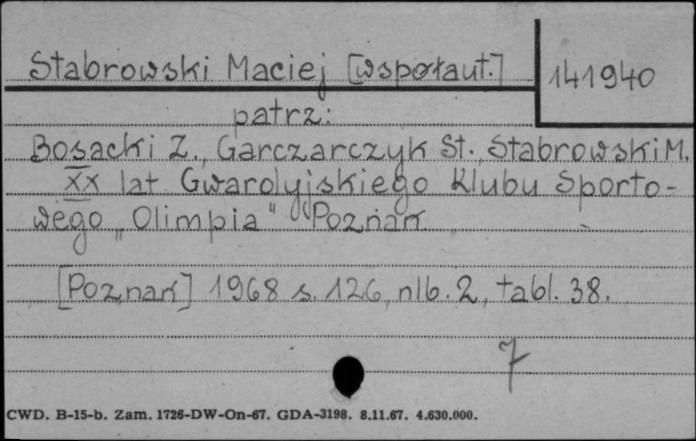 Stabrowski Maciej [współaut.]
141940
patrz:
Bosacki Z., Garczarczyk St., Stabrowski M.
XX lat Gwardyjskiego Klubu Sporto-
wego „Olimpia" Poznań
[Poznań] 1968 s. 126, nlb. 2, tabl. 38.
7
CWD. B-15-b. Zam. 1726-DW-On-67. GDA-3198. 8.11.67. 4.630.000.